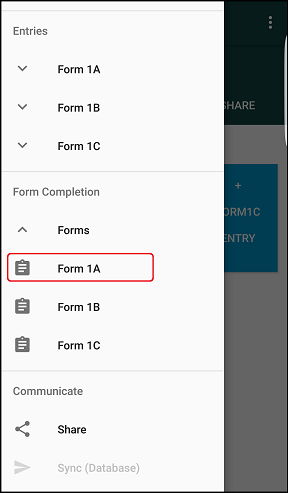 Entries
Form 1A
Form 1B
Form 1C
SHARE
Form Completion
Forms
+
ORM1C
ENTRY
Form 1A
Form 1B
Form 1C
Communicate
Share
Sync (Database)